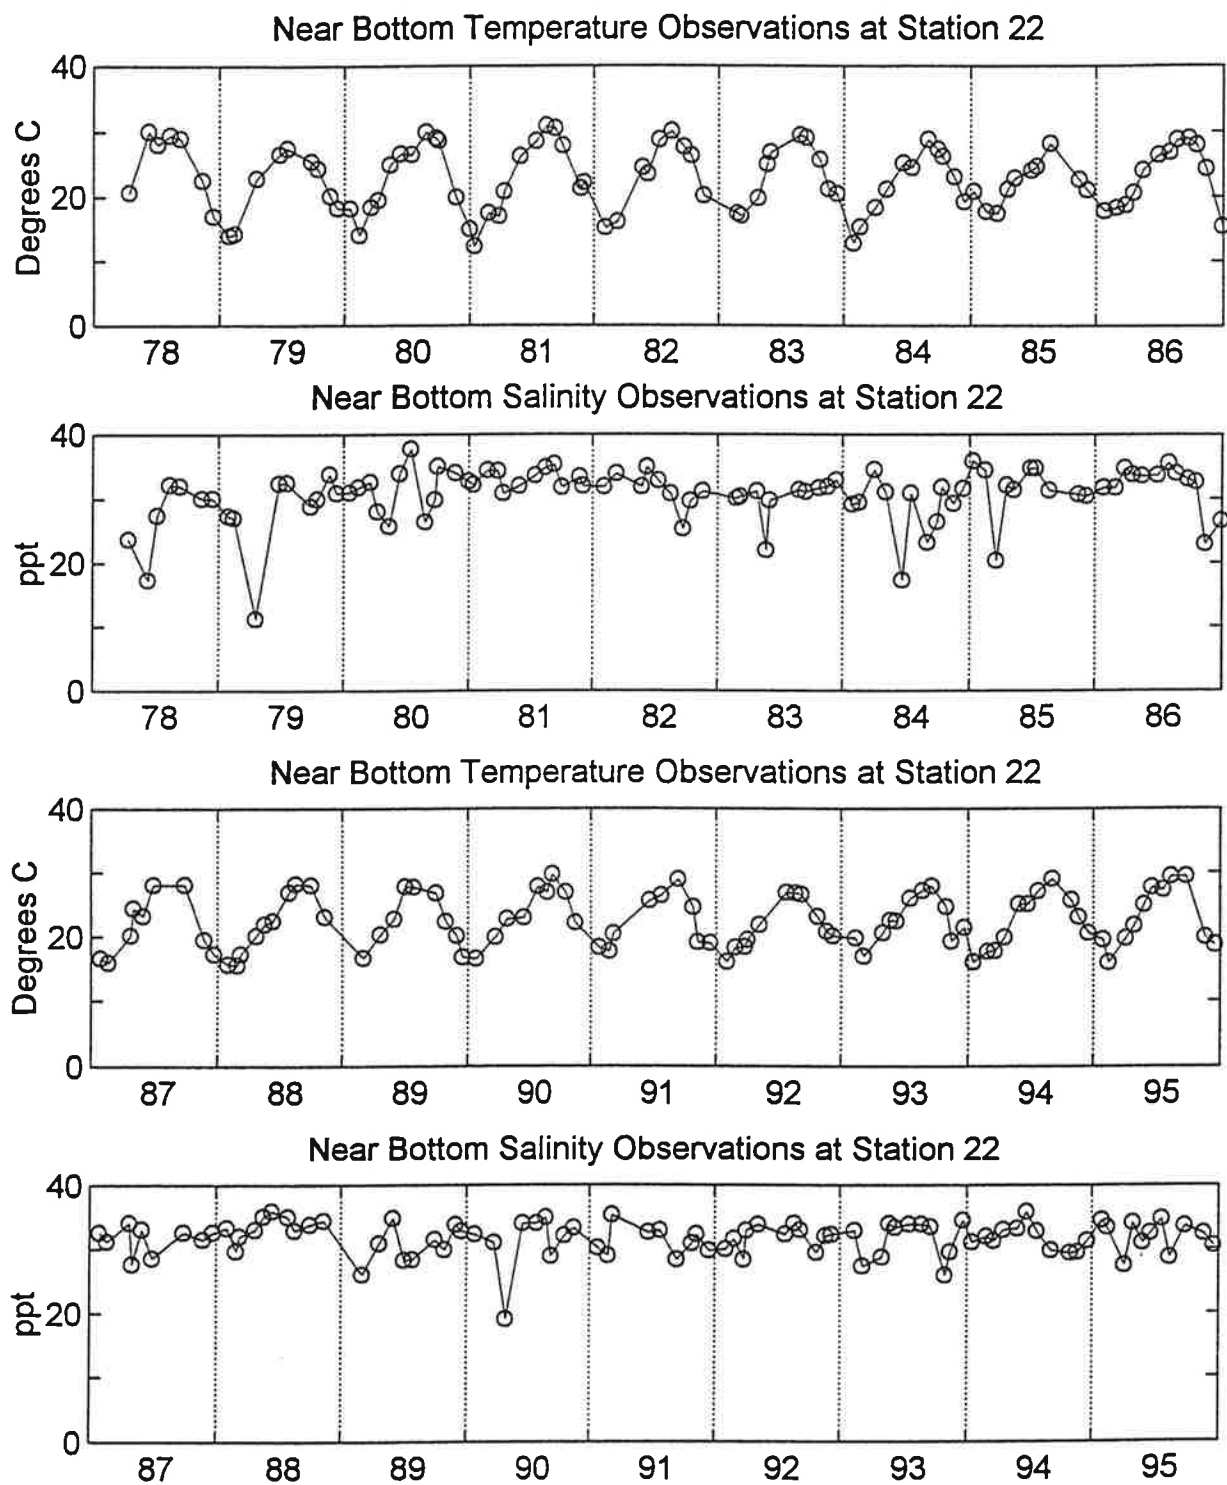 Near Bottom Temperature Observations at Station 22
40
20
0
Degrees C
78 79 80 81 82 83 84 85 86
Near Bottom Salinity Observations at Station 22
40
20
0
ppt
78 79 80 81 82 83 84 85 86
Near Bottom Temperature Observations at Station 22
40
20
0
Degrees C
87 88 89 90 91 92 93 94 95
Near Bottom Salinity Observations at Station 22
40
20
0
ppt
87 88 89 90 91 92 93 94 95